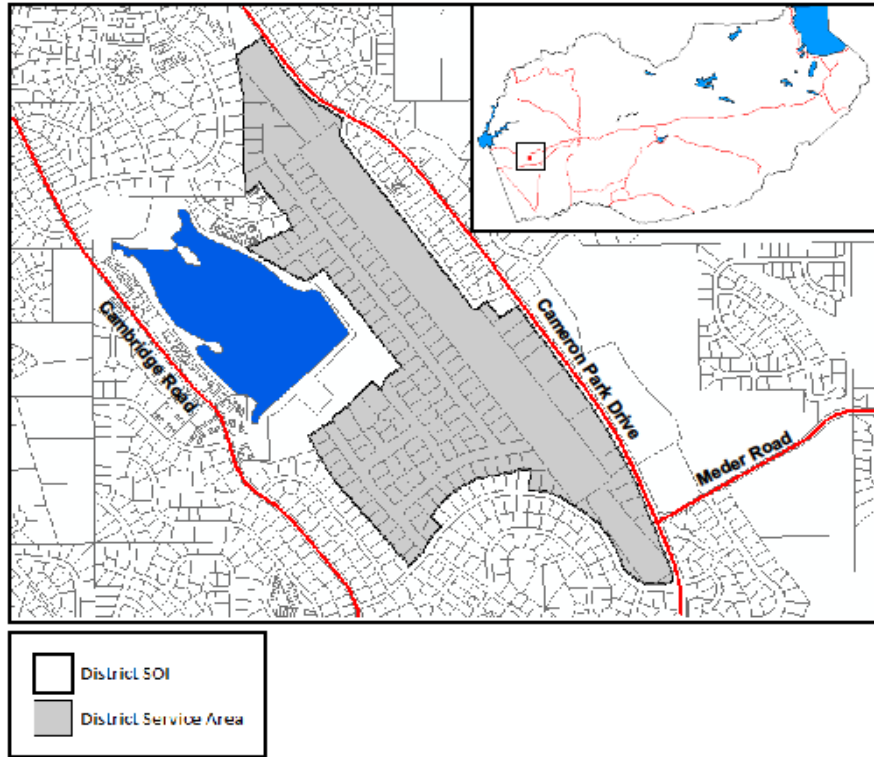 Cambridge Road
Cameron Park Drive
Meder Road
District SOI
District Service Area